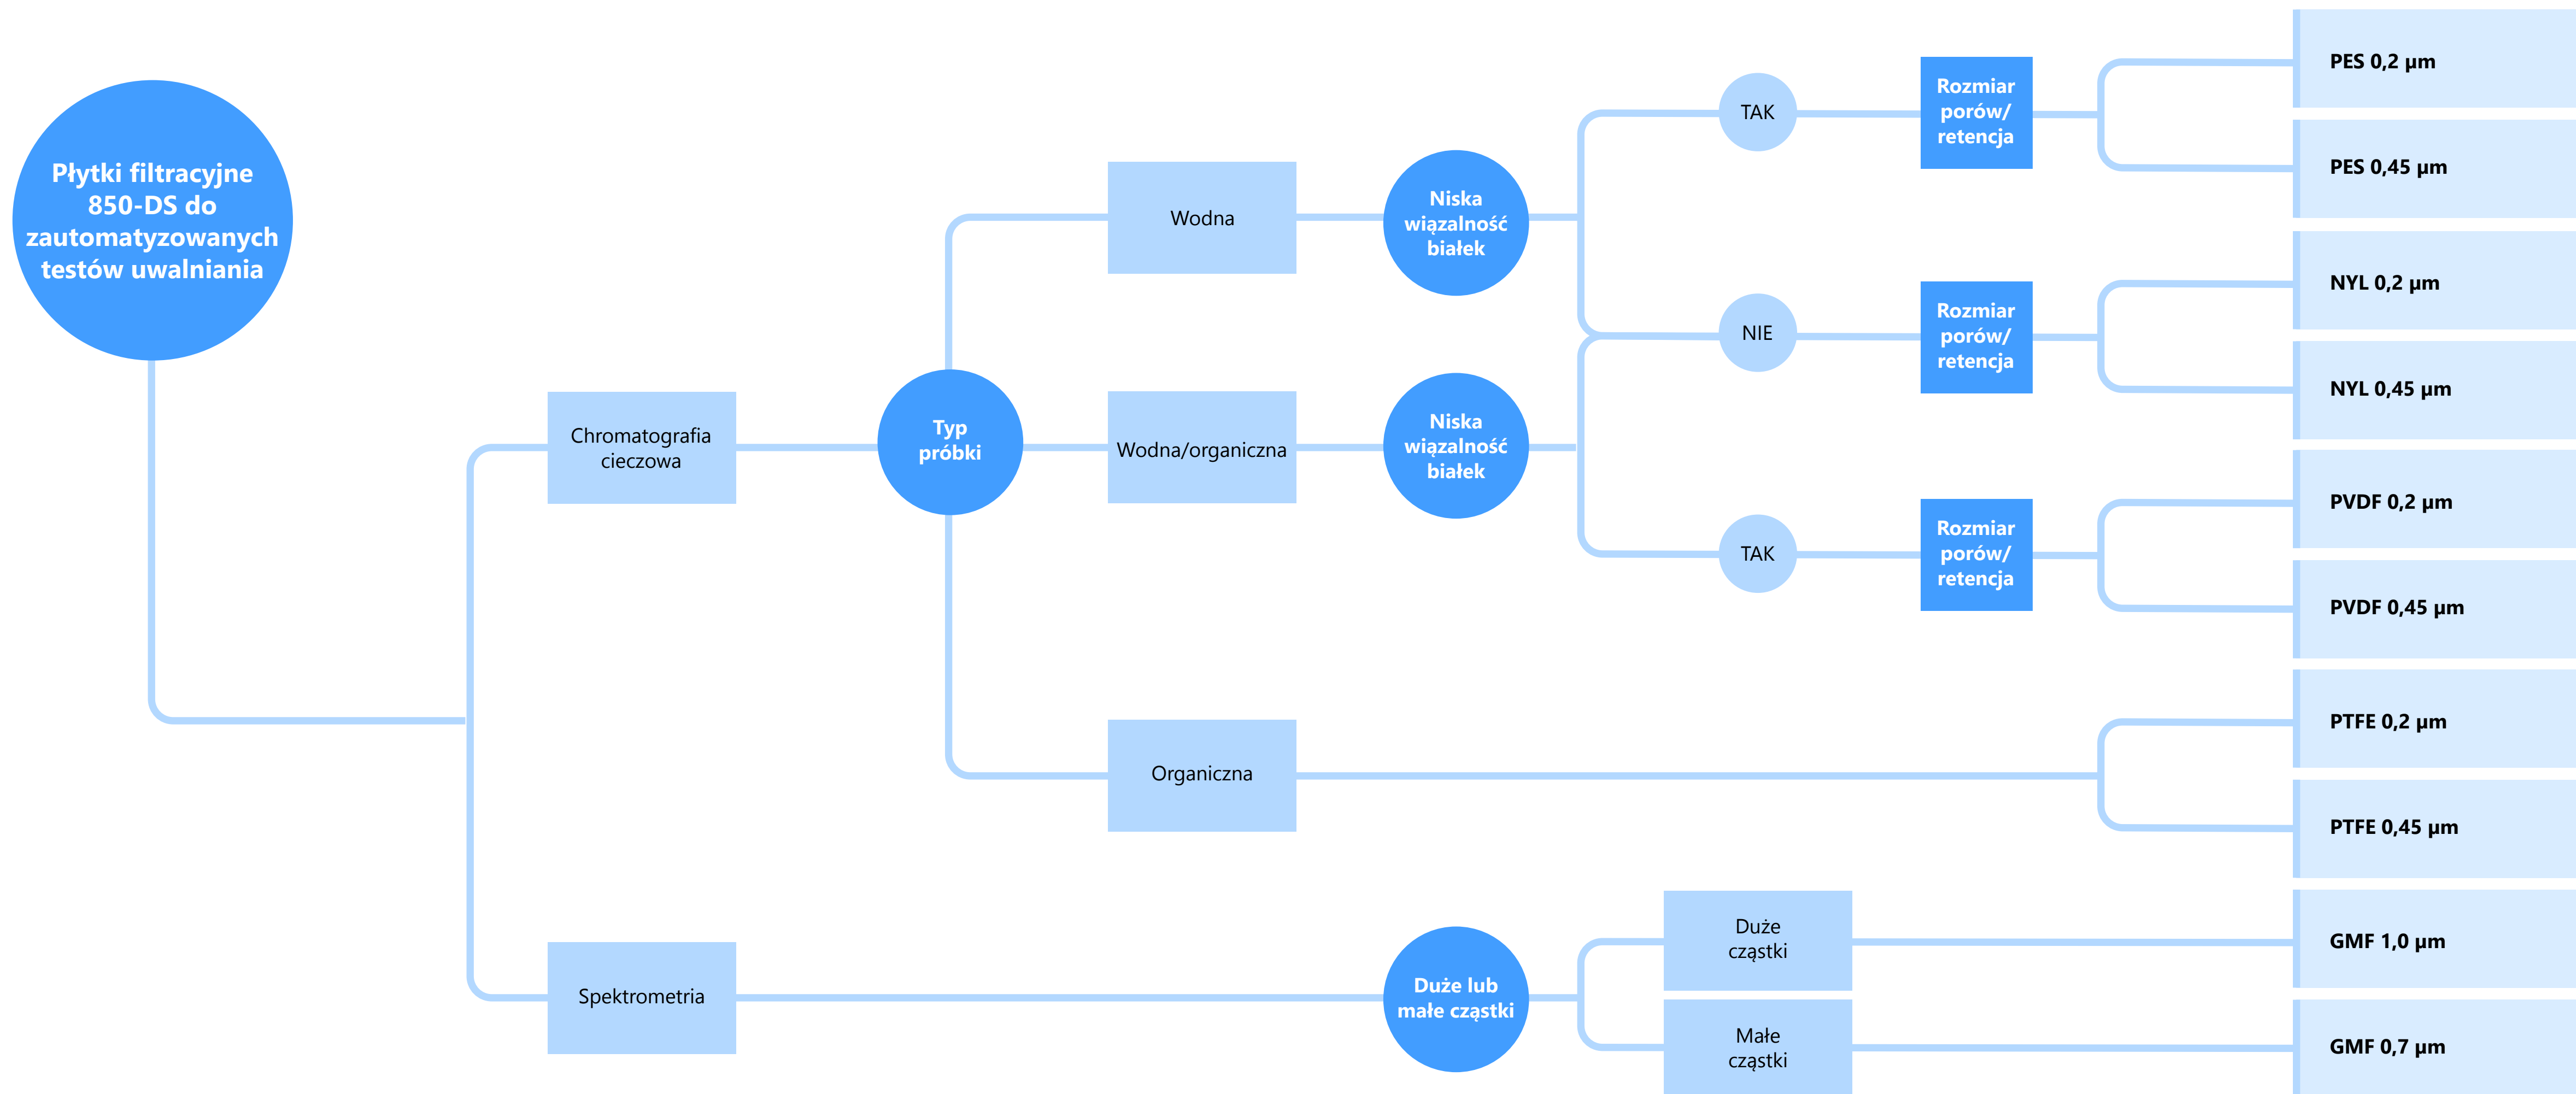 Płytki filtracyjne
850-DS do
zautomatyzowanych
testów uwalniania
Chromatografia
cieczowa
Spektrometria
Typ
próbki
Wodna
Wodna/organiczna
Organiczna
Niska
wiązalność
białek
Niska
wiązalność
białek
Duże lub
małe cząstki
TAK
NIE
TAK
Duże
cząstki
Małe
cząstki
Rozmiar
porów/
retencja
Rozmiar
porów/
retencja
Rozmiar
porów/
retencja
PES 0,2 µm
PES 0,45 µm
NYL 0,2 µm
NYL 0,45 µm
PVDF 0,2 µm
PVDF 0,45 µm
PTFE 0,2 µm
PTFE 0,45 µm
GMF 1,0 µm
GMF 0,7 µm